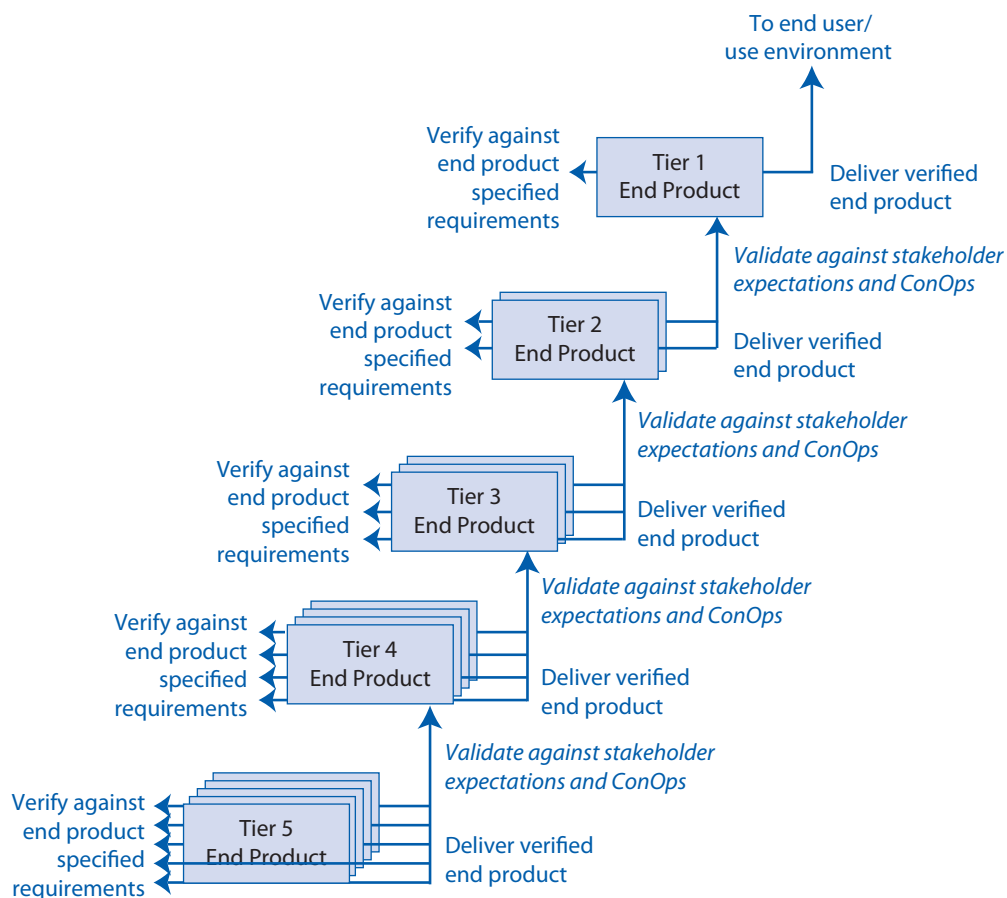 To end user/
use environment
Verify against
end product
specified
requirements
Tier 1
End Product
Deliver verified
end product
Validate against stakeholder
expectations and ConOps
Verify against
end product
specified
requirements
Tier 2
End Product
Deliver verified
end product
Validate against stakeholder
expectations and ConOps
Verify against
end product
specified
requirements
Tier 3
End Product
Deliver verified
end product
Validate against stakeholder
expectations and ConOps
Verify against
end product
specified
requirements
Tier 4
End Product
Deliver verified
end product
Validate against stakeholder
expectations and ConOps
Verify against
end product
specified
requirements
Tier 5
End Product
Deliver verified
end product